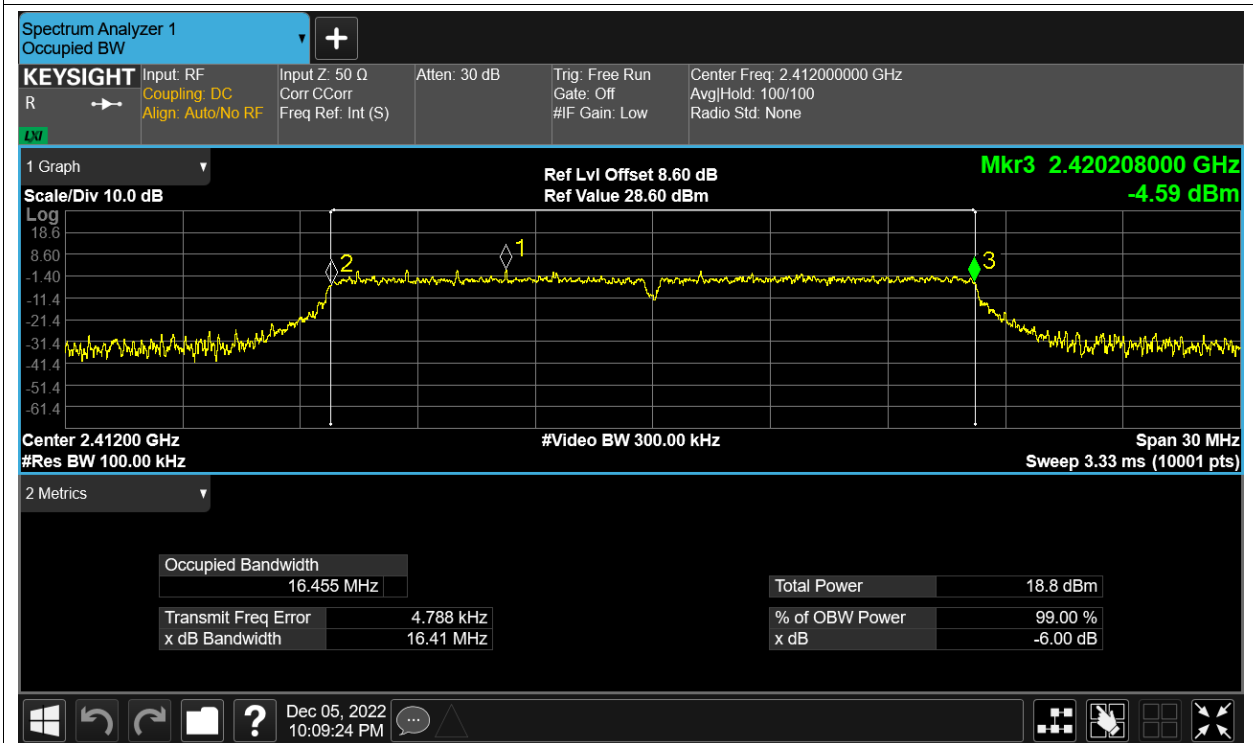 Spectrum Analyzer 1
Occupied BW
KEYSIGHT
R
LXI
Input: RF
Coupling: DC
Align: Auto/No RF
Input Z: 50 Ω
Corr CCorr
Freq Ref: Int (S)
Atten: 30 dB
Trig: Free Run
Gate: Off
#IF Gain: Low
Center Freq: 2.412000000 GHz
Avg|Hold: 100/100
Radio Std: None
1 Graph
Scale/Div 10.0 dB
Ref Lvl Offset 8.60 dB
Ref Value 28.60 dBm
Mkr3 2.420208000 GHz
-4.59 dBm
Log
18.6
8.60
-1.40
-11.4
-21.4
-31.4
-41.4
-51.4
-61.4
2
1
3
Center 2.41200 GHz
#Res BW 100.00 kHz
#Video BW 300.00 kHz
Span 30 MHz
Sweep 3.33 ms (10001 pts)
2 Metrics
Occupied Bandwidth
16.455 MHz
Transmit Freq Error 4.788 kHz
x dB Bandwidth 16.41 MHz
Total Power 18.8 dBm
% of OBW Power 99.00 %
x dB -6.00 dB
?
Dec 05, 2022
10:09:24 PM